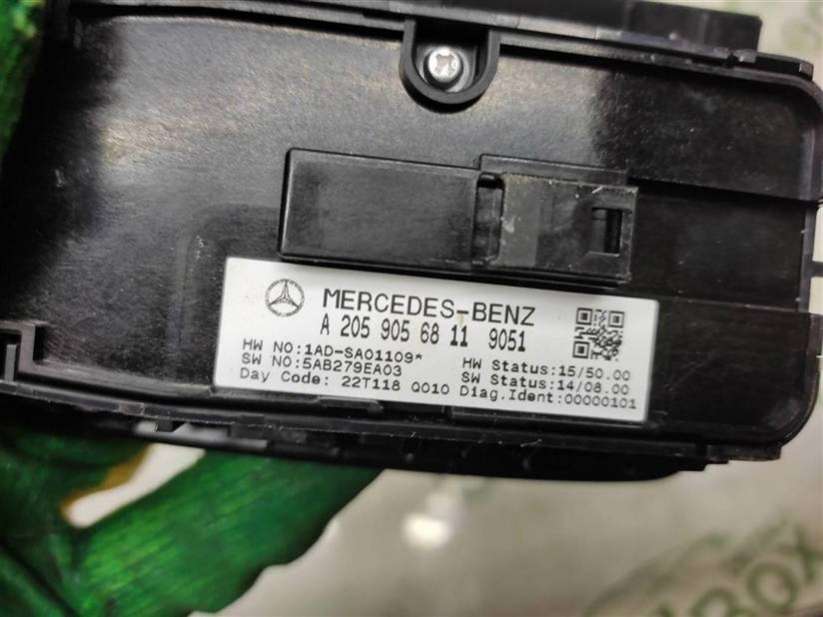 MERCEDES-BENZ
A 205 905 68 11 9051
HW NO:1AD-SA01109* HW Status:15/50.00
SW NO:5AB279EA03 SW Status:14/08.00
Day Code: 22T118 Q010 Diag.Ident:00000101
BOX